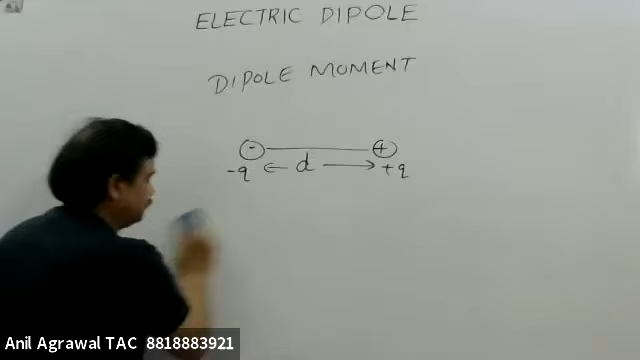 ELECTRIC DIPOLE
DIPOLE MOMENT
- +
-q ← d → +q
Anil Agrawal TAC 8818883921